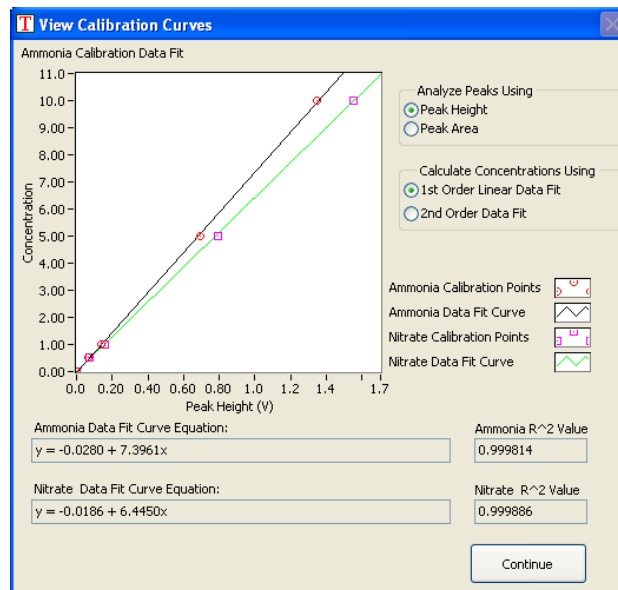 T View Calibration Curves
Ammonia Calibration Data Fit
11.0
10.0
9.00
8.00
7.00
6.00
5.00
4.00
3.00
2.00
1.00
0.00
Concentration
0.0 0.20 0.40 0.60 0.80 1.0 1.2 1.4 1.7
Peak Height (V)
Analyze Peaks Using
Peak Height
Peak Area
Calculate Concentrations Using
1st Order Linear Data Fit
2nd Order Data Fit
Ammonia Calibration Points
Ammonia Data Fit Curve
Nitrate Calibration Points
Nitrate Data Fit Curve
Ammonia Data Fit Curve Equation:
y = -0.0280 + 7.3961x
Ammonia R^2 Value
0.999814
Nitrate Data Fit Curve Equation:
y = -0.0186 + 6.4450x
Nitrate R^2 Value
0.999886
Continue